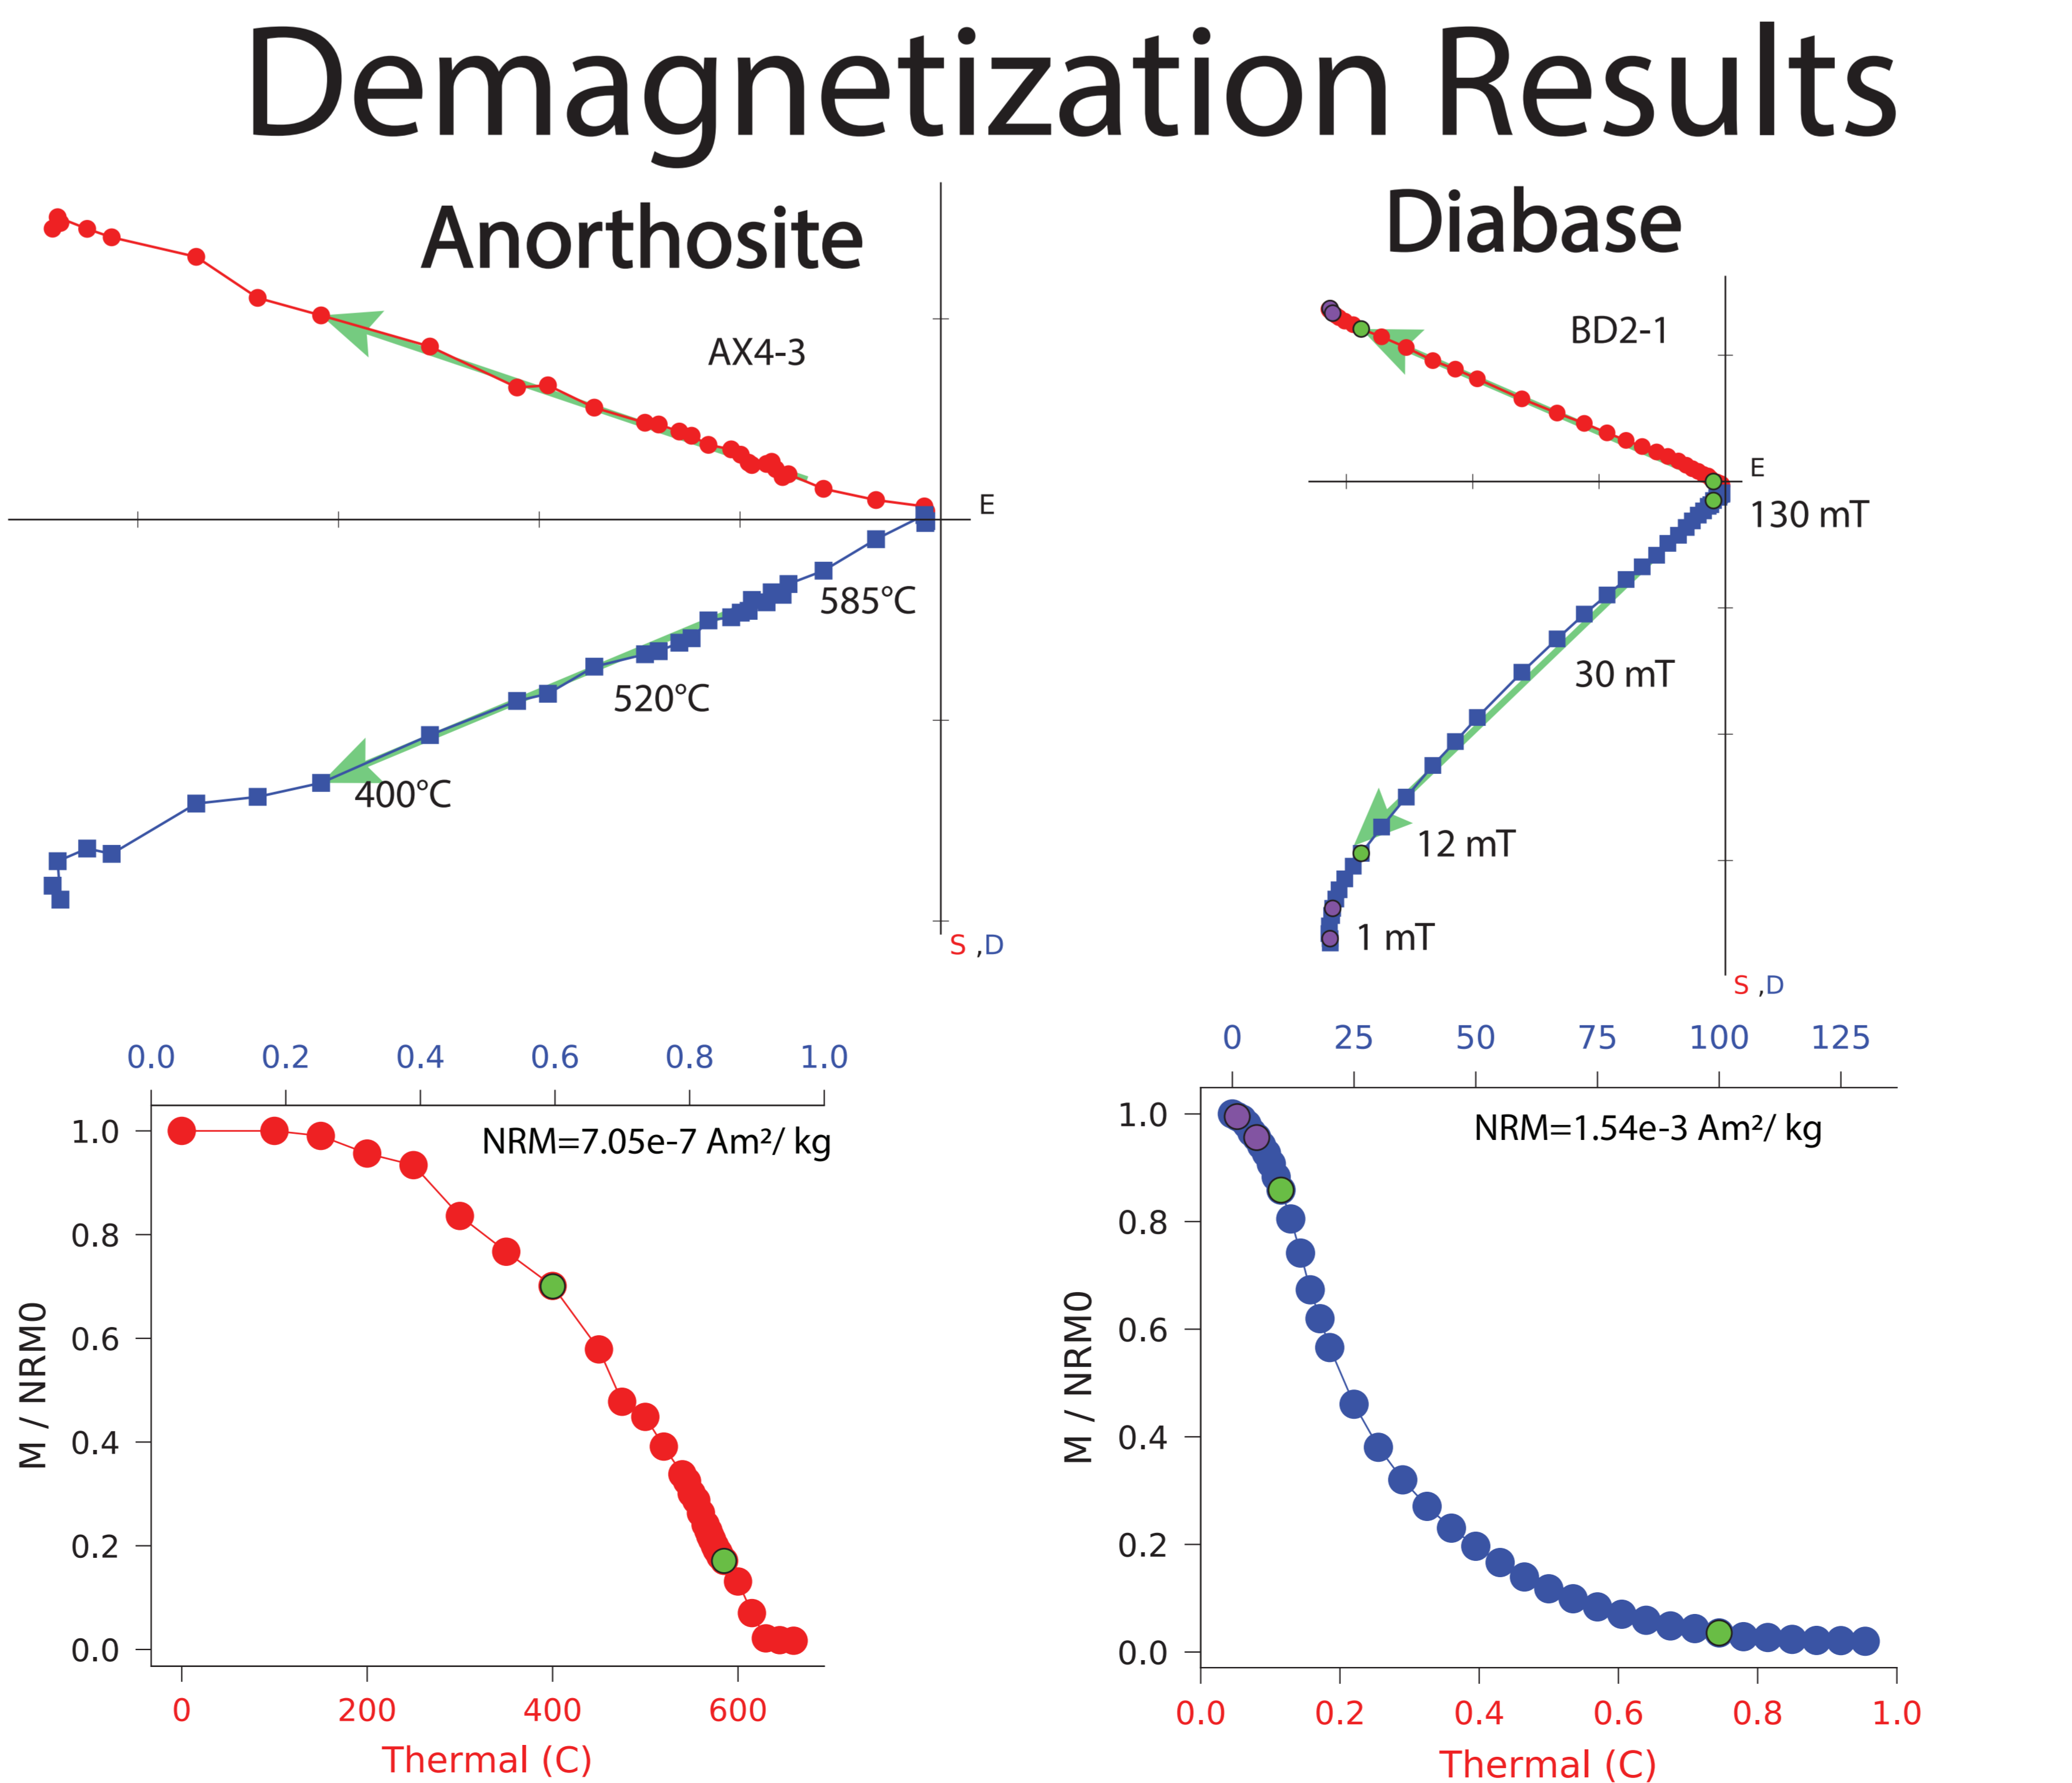 Demagnetization Results
Anorthosite
Diabase
AX4-3
BD2-1
E
E
130 mT
585°C
520°C
30 mT
400°C
12 mT
1 mT
S ,D
S ,D
0.0 0.2 0.4 0.6 0.8 1.0
0 25 50 75 100 125
NRM=7.05e-7 Am²/ kg
NRM=1.54e-3 Am²/ kg
1.0
0.8
0.6
0.4
0.2
0.0
M / NRM0
1.0
0.8
0.6
0.4
0.2
0.0
M / NRM0
0 200 400 600
Thermal (C)
0.0 0.2 0.4 0.6 0.8 1.0
Thermal (C)